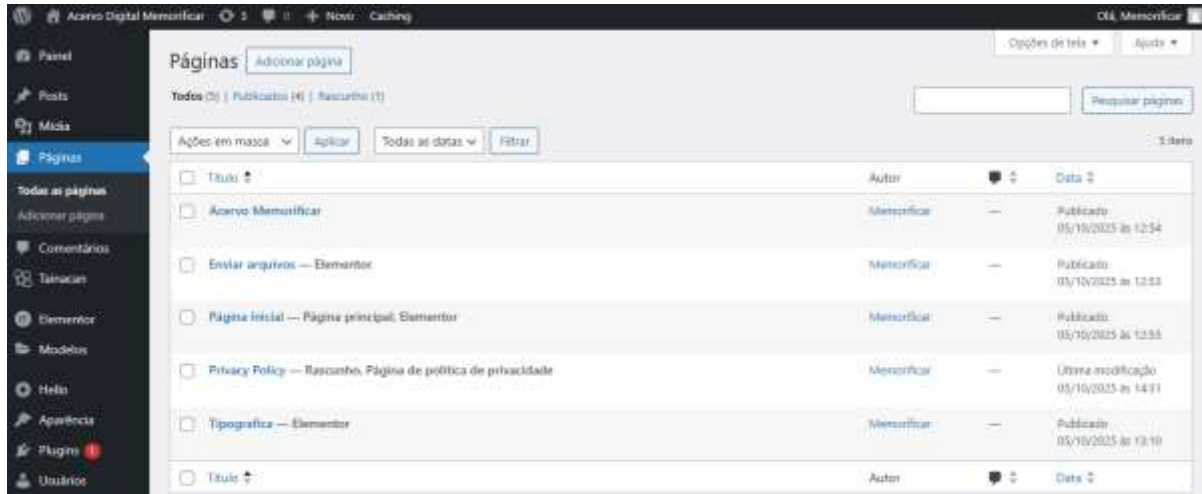 Acervo Digital Memorificar 3 0 Novo Caching Olá, Memorificar
Painel
Posts
Mídia
Páginas
Todas as páginas
Adicionar página
Comentários
Tainacan
Elementor
Modelos
Hello
Aparência
Plugins 1
Usuários
Opções de tela Ajuda
Páginas Adicionar página
Todos (5) | Publicados (4) | Rascunho (1)
Pesquisar páginas
Ações em massa Aplicar Todas as datas Filtrar
5 itens
Título Autor Data
Acervo Memorificar Memorificar — Publicado
05/10/2025 às 12:54
Enviar arquivos — Elementor Memorificar — Publicado
05/10/2025 às 12:53
Página Inicial — Página principal, Elementor Memorificar — Publicado
05/10/2025 às 12:53
Privacy Policy — Rascunho, Página de política de privacidade Memorificar — Última modificação
05/10/2025 às 14:31
Tipografica — Elementor Memorificar — Publicado
05/10/2025 às 13:10
Título Autor Data